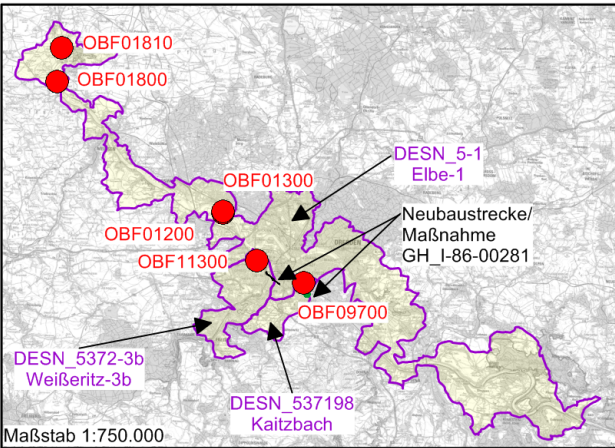 OBF01810
OBF01800
DESN_5-1
Elbe-1
OBF01300
Neubaustrecke/
Maßnahme
GH_I-86-00281
OBF01200
OBF11300
OBF09700
DESN_5372-3b
Weißeritz-3b
DESN_537198
Kaitzbach
Maßstab 1:750.000